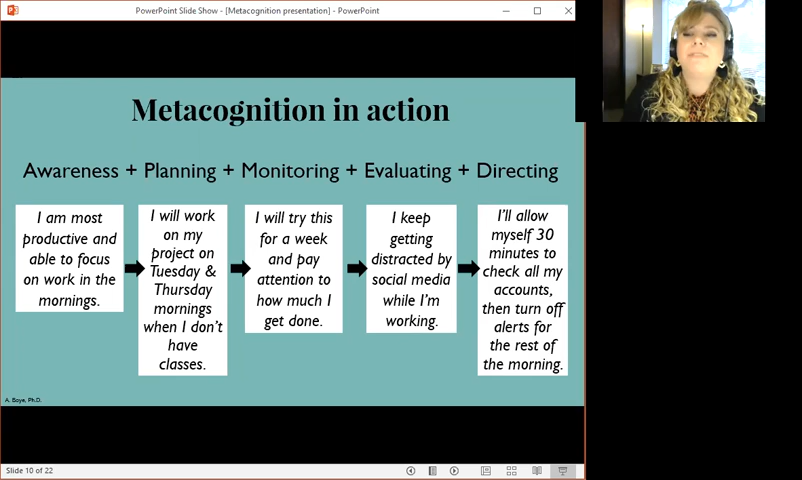 PowerPoint Slide Show - [Metacognition presentation] - PowerPoint
Metacognition in action
Awareness + Planning + Monitoring + Evaluating + Directing
I am most
productive and
able to focus
on work in the
mornings.
I will work
on my
project on
Tuesday &
Thursday
mornings
when I don't
have
classes.
I will try this
for a week
and pay
attention to
how much I
get done.
I keep
getting
distracted by
social media
while I'm
working.
I'll allow
myself 30
minutes to
check all my
accounts,
then turn off
alerts for
the rest of
the morning.
A. Boye, Ph.D.
Slide 10 of 22